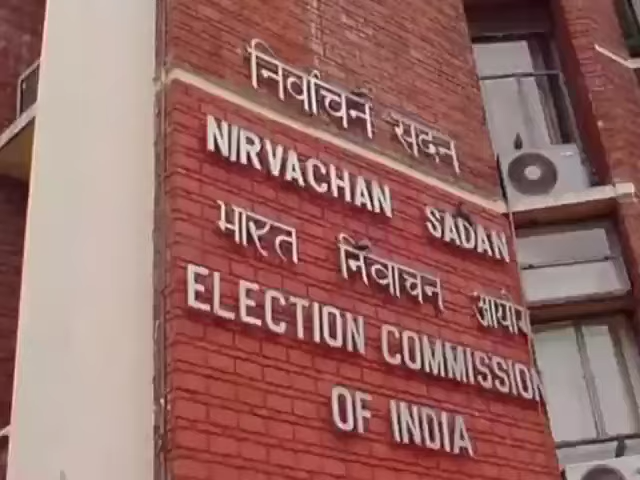 निर्वाचन सदन
NIRVACHAN SADAN
भारत निर्वाचन आयोग
ELECTION COMMISSION
OF INDIA